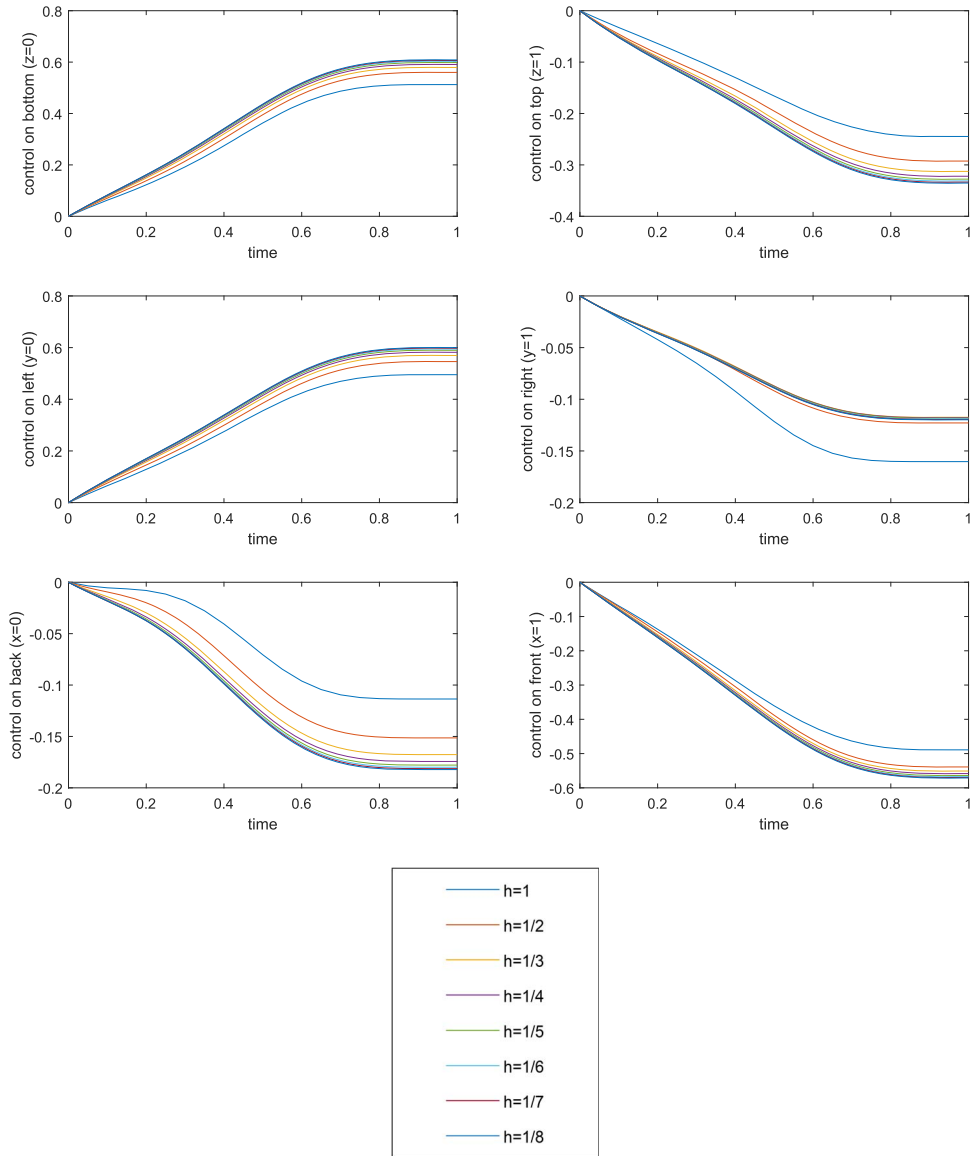 control on bottom (z=0)
0.8
0.6
0.4
0.2
0
0 0.2 0.4 0.6 0.8 1
time
control on top (z=1)
0
-0.1
-0.2
-0.3
-0.4
0 0.2 0.4 0.6 0.8 1
time
control on left (y=0)
0.8
0.6
0.4
0.2
0
0 0.2 0.4 0.6 0.8 1
time
control on right (y=1)
0
-0.05
-0.1
-0.15
-0.2
0 0.2 0.4 0.6 0.8 1
time
control on back (x=0)
0
-0.05
-0.1
-0.15
-0.2
0 0.2 0.4 0.6 0.8 1
time
control on front (x=1)
0
-0.1
-0.2
-0.3
-0.4
-0.5
-0.6
0 0.2 0.4 0.6 0.8 1
time
h=1
h=1/2
h=1/3
h=1/4
h=1/5
h=1/6
h=1/7
h=1/8